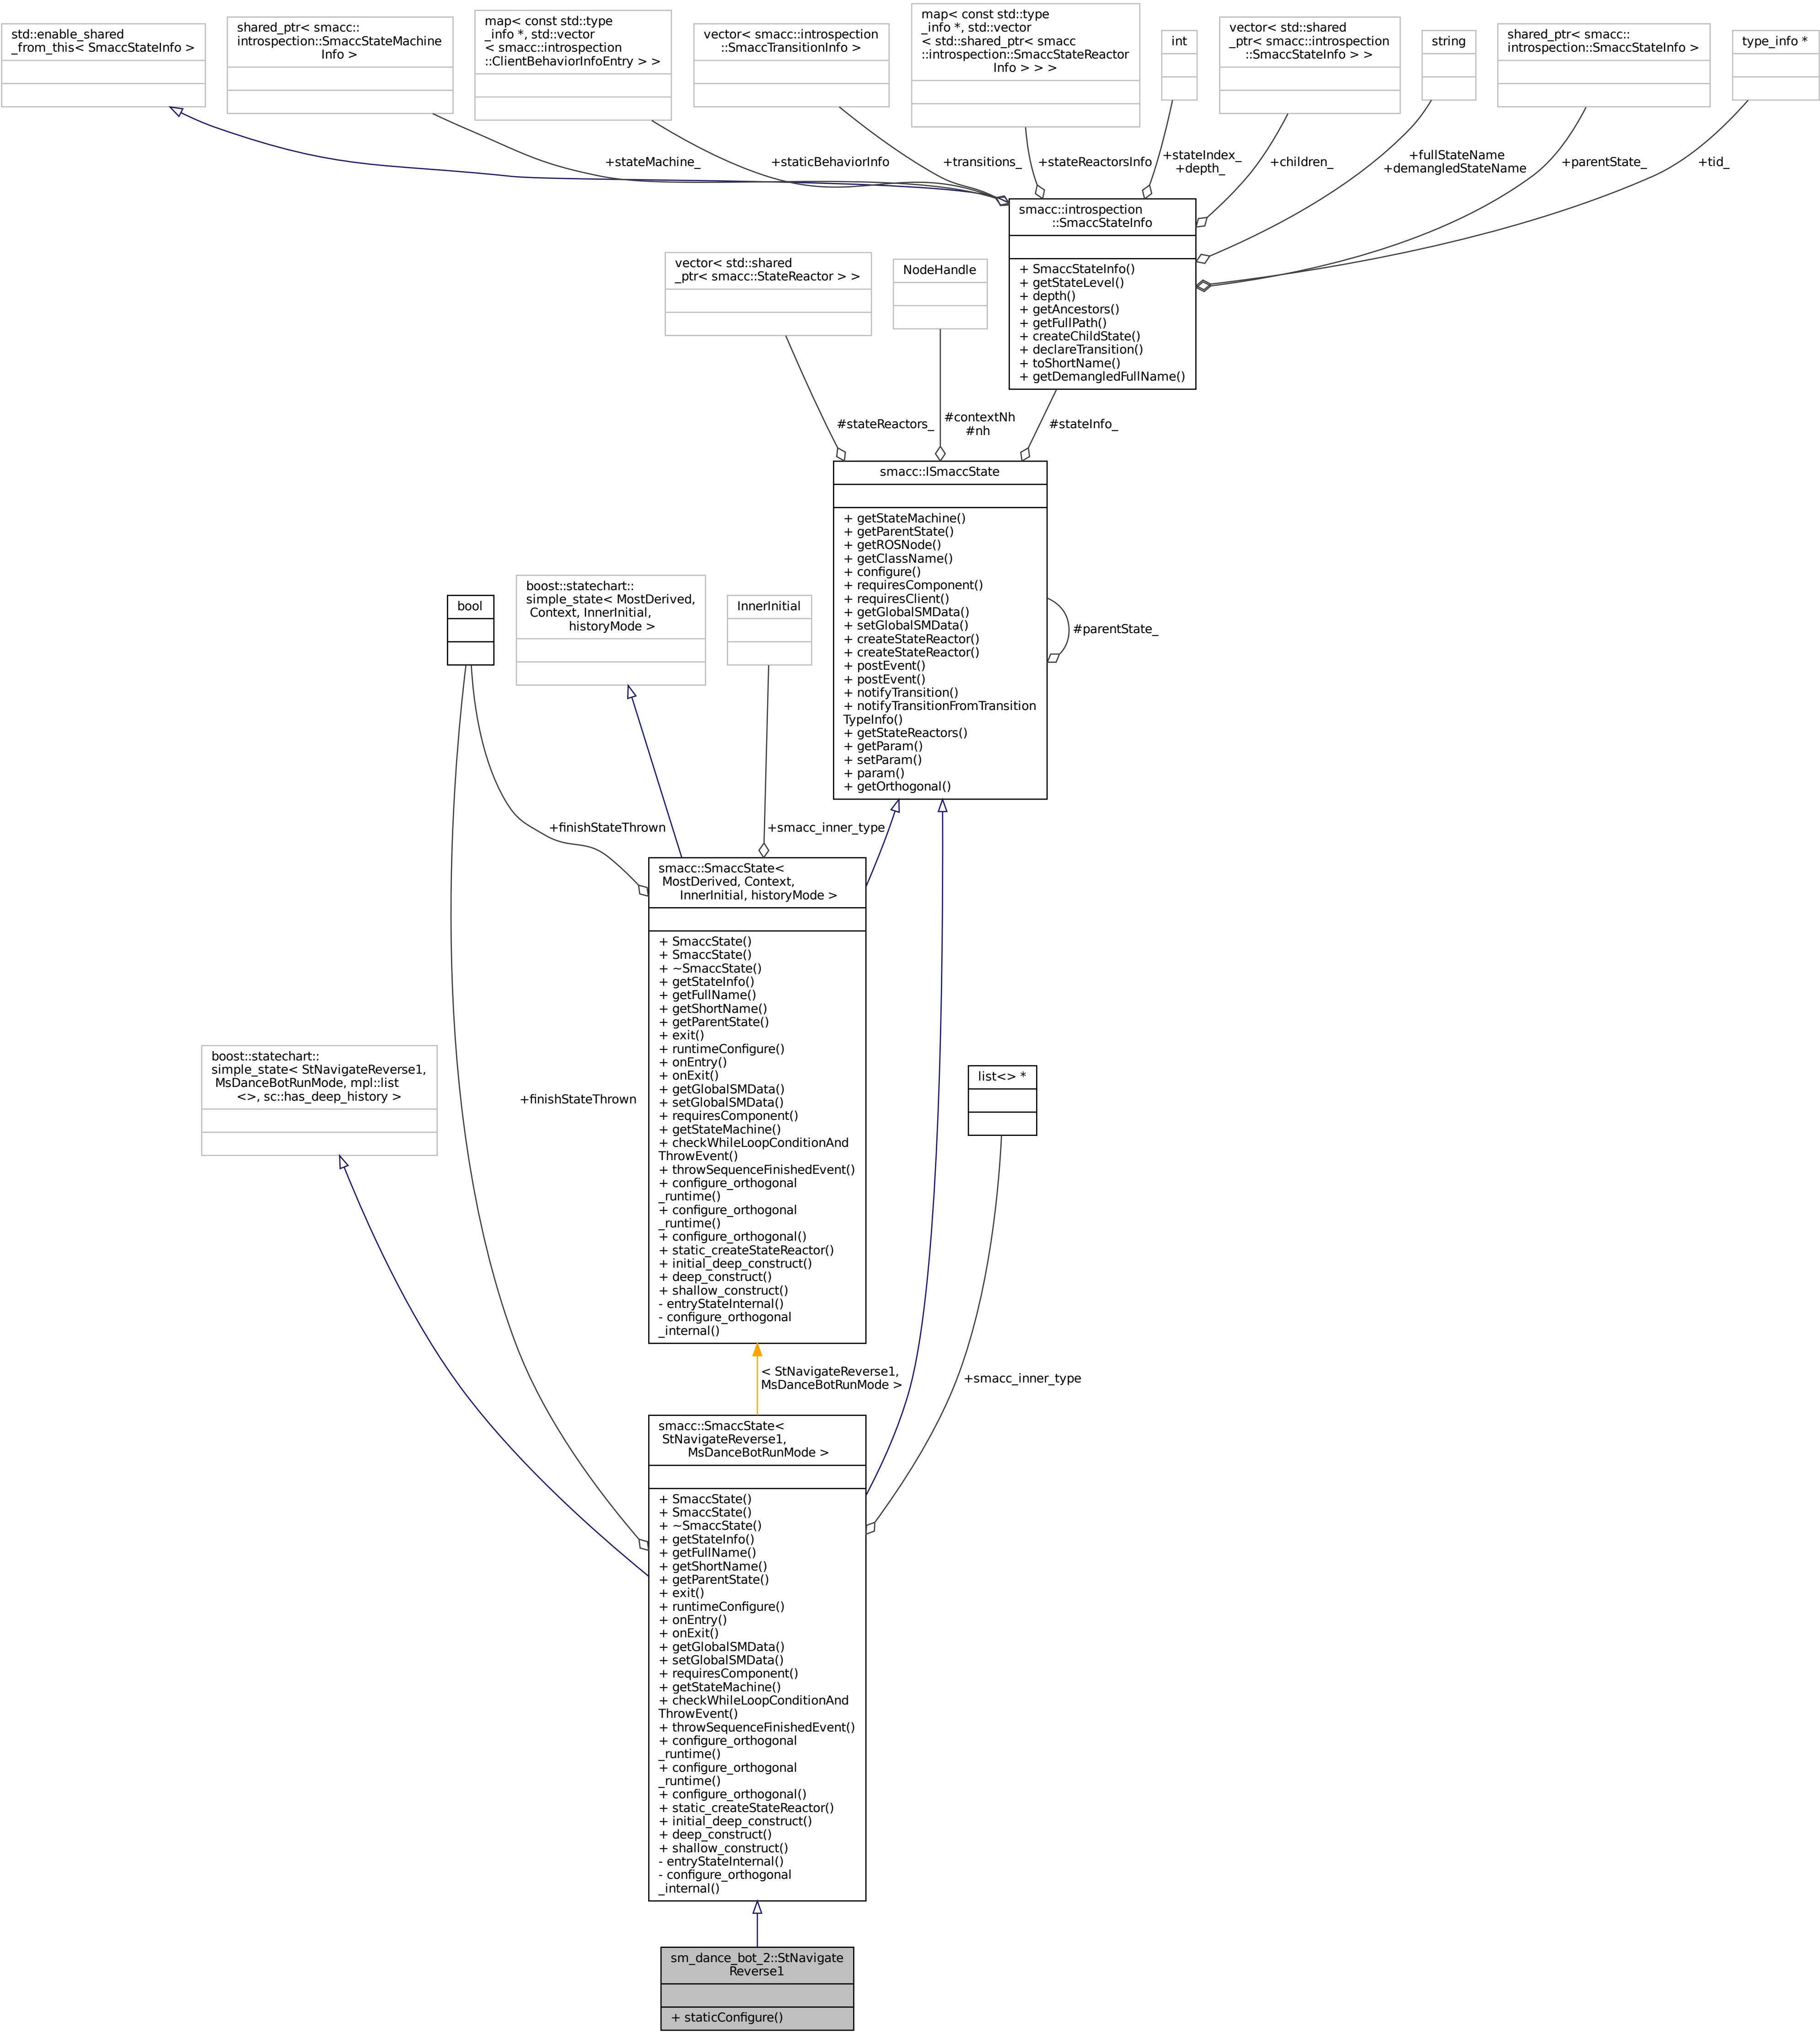 std::enable_shared
_from_this< SmaccStateInfo >
shared_ptr< smacc::
introspection::SmaccStateMachine
Info >
map< const std::type
_info *, std::vector
< smacc::introspection
::ClientBehaviorInfoEntry > >
vector< smacc::introspection
::SmaccTransitionInfo >
map< const std::type
_info *, std::vector
< std::shared_ptr< smacc
::introspection::SmaccStateReactor
Info > > >
int
vector< std::shared
_ptr< smacc::introspection
::SmaccStateInfo > >
string
shared_ptr< smacc::
introspection::SmaccStateInfo >
type_info *
+stateMachine_
+staticBehaviorInfo
+transitions_
+stateReactorsInfo
+stateIndex_
+depth_
+children_
+fullStateName
+demangledStateName
+parentState_
+tid_
smacc::introspection
::SmaccStateInfo
+ SmaccStateInfo()
+ getStateLevel()
+ depth()
+ getAncestors()
+ getFullPath()
+ createChildState()
+ declareTransition()
+ toShortName()
+ getDemangledFullName()
vector< std::shared
_ptr< smacc::StateReactor > >
NodeHandle
#stateReactors_
#contextNh
#nh
#stateInfo_
smacc::ISmaccState
+ getStateMachine()
+ getParentState()
+ getROSNode()
+ getClassName()
+ configure()
+ requiresComponent()
+ requiresClient()
+ getGlobalSMData()
+ setGlobalSMData()
+ createStateReactor()
+ createStateReactor()
+ postEvent()
+ postEvent()
+ notifyTransition()
+ notifyTransitionFromTransition
TypeInfo()
+ getStateReactors()
+ getParam()
+ setParam()
+ param()
+ getOrthogonal()
#parentState_
bool
boost::statechart::
simple_state< MostDerived,
Context, InnerInitial,
historyMode >
InnerInitial
+finishStateThrown
+smacc_inner_type
smacc::SmaccState<
MostDerived, Context,
InnerInitial, historyMode >
+ SmaccState()
+ SmaccState()
+ ~SmaccState()
+ getStateInfo()
+ getFullName()
+ getShortName()
+ getParentState()
+ exit()
+ runtimeConfigure()
+ onEntry()
+ onExit()
+ getGlobalSMData()
+ setGlobalSMData()
+ requiresComponent()
+ getStateMachine()
+ checkWhileLoopConditionAnd
ThrowEvent()
+ throwSequenceFinishedEvent()
+ configure_orthogonal
_runtime()
+ configure_orthogonal
_runtime()
+ configure_orthogonal()
+ static_createStateReactor()
+ initial_deep_construct()
+ deep_construct()
+ shallow_construct()
- entryStateInternal()
- configure_orthogonal
_internal()
boost::statechart::
simple_state< StNavigateReverse1,
MsDanceBotRunMode, mpl::list
<>, sc::has_deep_history >
+finishStateThrown
list<> *
< StNavigateReverse1,
MsDanceBotRunMode >
+smacc_inner_type
smacc::SmaccState<
StNavigateReverse1,
MsDanceBotRunMode >
+ SmaccState()
+ SmaccState()
+ ~SmaccState()
+ getStateInfo()
+ getFullName()
+ getShortName()
+ getParentState()
+ exit()
+ runtimeConfigure()
+ onEntry()
+ onExit()
+ getGlobalSMData()
+ setGlobalSMData()
+ requiresComponent()
+ getStateMachine()
+ checkWhileLoopConditionAnd
ThrowEvent()
+ throwSequenceFinishedEvent()
+ configure_orthogonal
_runtime()
+ configure_orthogonal
_runtime()
+ configure_orthogonal()
+ static_createStateReactor()
+ initial_deep_construct()
+ deep_construct()
+ shallow_construct()
- entryStateInternal()
- configure_orthogonal
_internal()
sm_dance_bot_2::StNavigate
Reverse1
+ staticConfigure()